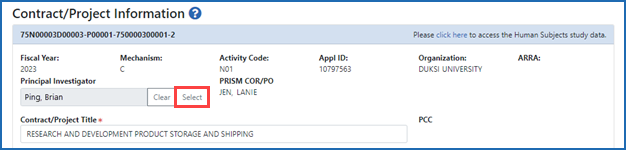 Contract/Project Information ?
75N00003D00003-P00001-750000300001-2 Please click here to access the Human Subjects study data.
Fiscal Year: Mechanism: Activity Code: Appl ID: Organization: ARRA:
2023 C N01 10797563 DUKSI UNIVERSITY
Principal Investigator PRISM COR/PO
Ping, Brian Clear Select JEN, LANIE
Contract/Project Title * PCC
RESEARCH AND DEVELOPMENT PRODUCT STORAGE AND SHIPPING